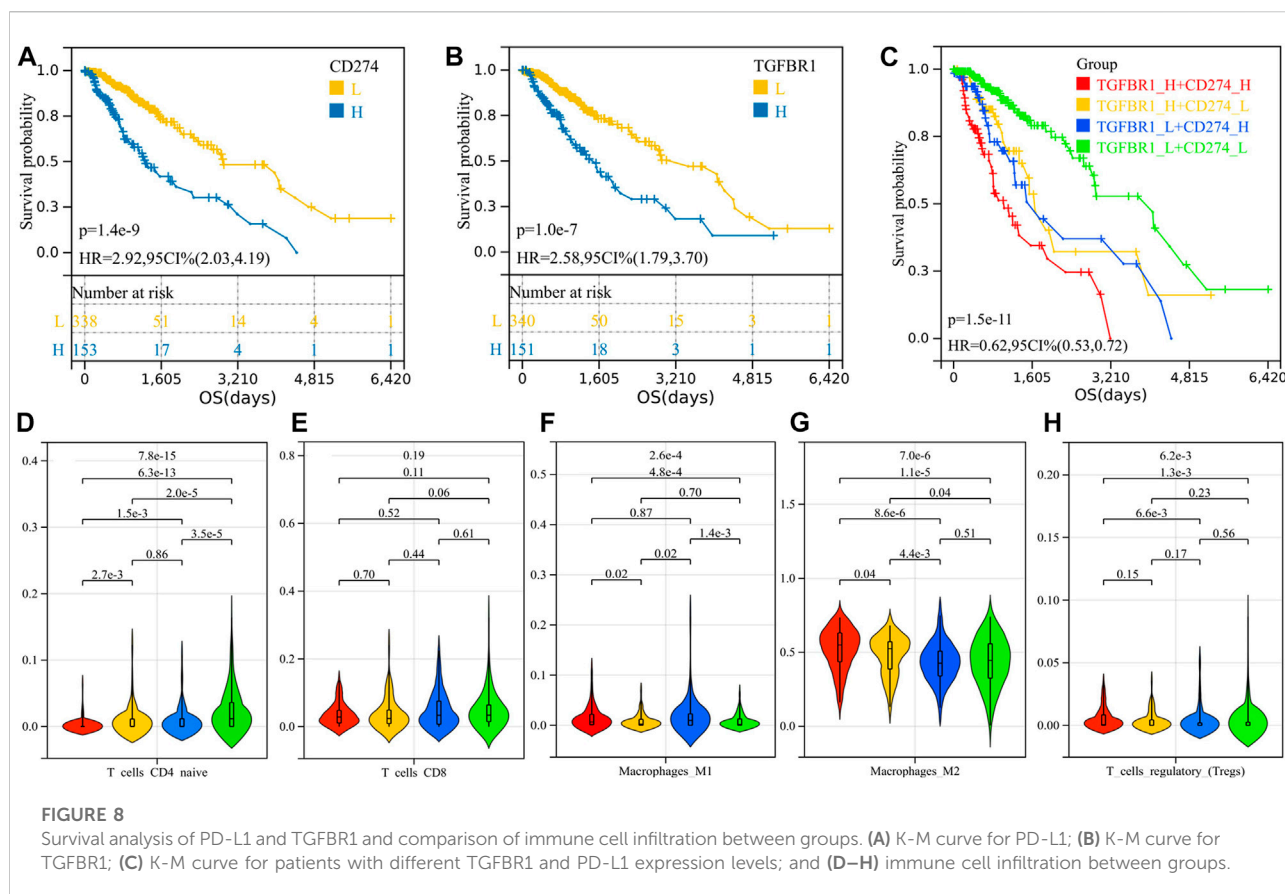 A
Survival probability
1.0
0.8
0.5
0.3
0.0
CD274
L
H
p=1.4e-9
HR=2.92,95CI%(2.03,4.19)
Number at risk
L 338 51 14 4 1
H 153 17 4 1 1
0 1,605 3,210 4,815 6,420
OS(days)
B
Survival probability
1.0
0.8
0.5
0.3
0.0
TGFBR1
L
H
p=1.0e-7
HR=2.58,95CI%(1.79,3.70)
Number at risk
L 340 50 15 3 1
H 151 18 3 1 1
0 1,605 3,210 4,815 6,420
OS(days)
C
Survival probability
1.0
0.8
0.5
0.3
0.0
Group
TGFBR1_H+CD274_H
TGFBR1_H+CD274_L
TGFBR1_L+CD274_H
TGFBR1_L+CD274_L
p=1.5e-11
HR=0.62,95CI%(0.53,0.72)
0 1,605 3,210 4,815 6,420
OS(days)
D
0.4
0.3
0.2
0.1
0.0
7.8e-15
6.3e-13
2.0e-5
1.5e-3
3.5e-5
0.86
2.7e-3
T_cells_CD4_naive
E
0.8
0.6
0.4
0.2
0.0
0.19
0.11
0.06
0.52
0.61
0.44
0.70
T_cells_CD8
F
0.5
0.4
0.3
0.2
0.1
0.0
2.6e-4
4.8e-4
0.70
0.87
1.4e-3
0.02
0.02
Macrophages_M1
G
1.5
1.0
0.5
0.0
7.0e-6
1.1e-5
0.04
8.6e-6
0.51
4.4e-3
0.04
Macrophages_M2
H
0.20
0.15
0.10
0.05
0.00
6.2e-3
1.3e-3
0.23
6.6e-3
0.56
0.17
0.15
T_cells_regulatory_(Tregs)
FIGURE 8
Survival analysis of PD-L1 and TGFBR1 and comparison of immune cell infiltration between groups. (A) K-M curve for PD-L1; (B) K-M curve for
TGFBR1; (C) K-M curve for patients with different TGFBR1 and PD-L1 expression levels; and (D–H) immune cell infiltration between groups.